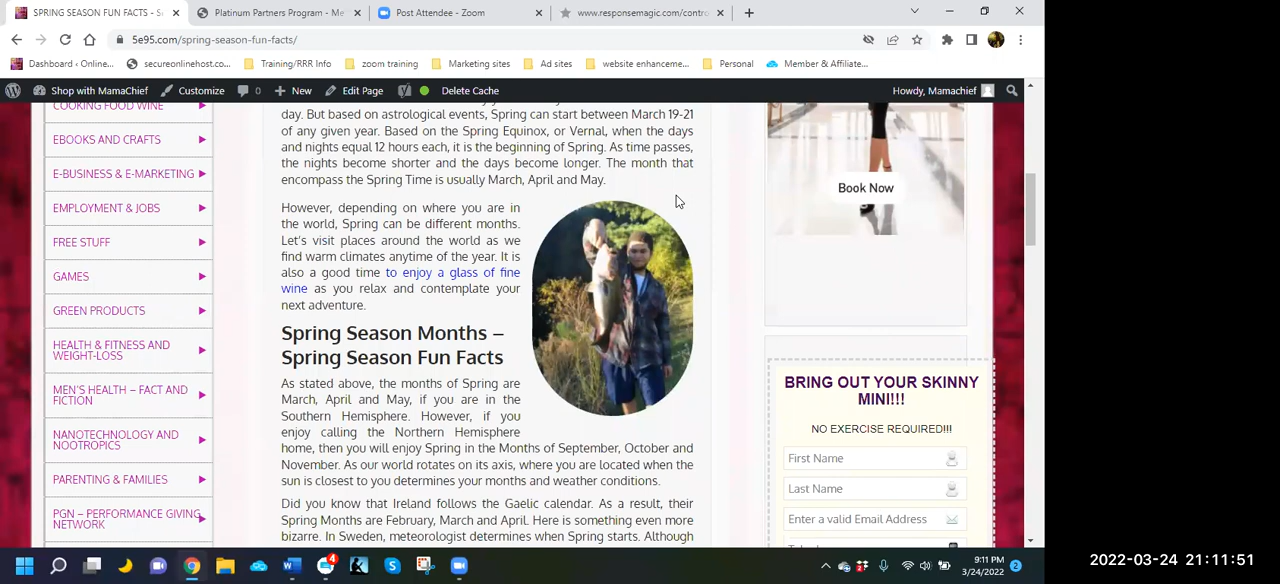 SPRING SEASON FUN FACTS - S
Platinum Partners Program - Me
Post Attendee - Zoom
www.responsemagic.com/contro
5e95.com/spring-season-fun-facts/
Dashboard ‹ Online...
secureonlinehost.co...
Training/RRR Info
zoom training
Marketing sites
Ad sites
website enhanceme...
Personal
Member & Affiliate...
Shop with MamaChief
Customize
0
New
Edit Page
Delete Cache
Howdy, Mamachief
COOKING FOOD WINE
EBOOKS AND CRAFTS
E-BUSINESS & E-MARKETING
EMPLOYMENT & JOBS
FREE STUFF
GAMES
GREEN PRODUCTS
HEALTH & FITNESS AND
WEIGHT-LOSS
MEN'S HEALTH – FACT AND
FICTION
NANOTECHNOLOGY AND
NOOTROPICS
PARENTING & FAMILIES
PGN – PERFORMANCE GIVING
NETWORK
day. But based on astrological events, Spring can start between March 19-21
of any given year. Based on the Spring Equinox, or Vernal, when the days
and nights equal 12 hours each, it is the beginning of Spring. As time passes,
the nights become shorter and the days become longer. The month that
encompass the Spring Time is usually March, April and May.
However, depending on where you are in
the world, Spring can be different months.
Let's visit places around the world as we
find warm climates anytime of the year. It is
also a good time to enjoy a glass of fine
wine as you relax and contemplate your
next adventure.
Spring Season Months –
Spring Season Fun Facts
As stated above, the months of Spring are
March, April and May, if you are in the
Southern Hemisphere. However, if you
enjoy calling the Northern Hemisphere
home, then you will enjoy Spring in the Months of September, October and
November. As our world rotates on its axis, where you are located when the
sun is closest to you determines your months and weather conditions.
Did you know that Ireland follows the Gaelic calendar. As a result, their
Spring Months are February, March and April. Here is something even more
bizarre. In Sweden, meteorologist determines when Spring starts. Although
Book Now
BRING OUT YOUR SKINNY
MINI!!!
NO EXERCISE REQUIRED!!!
First Name
Last Name
Enter a valid Email Address
4
9:11 PM
3/24/2022
2
2022-03-24 21:11:51